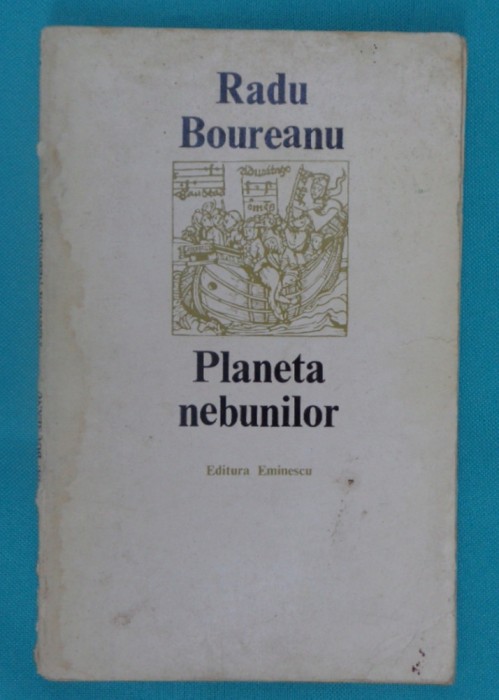 Radu
Boureanu
Planeta
nebunilor
Editura Eminescu